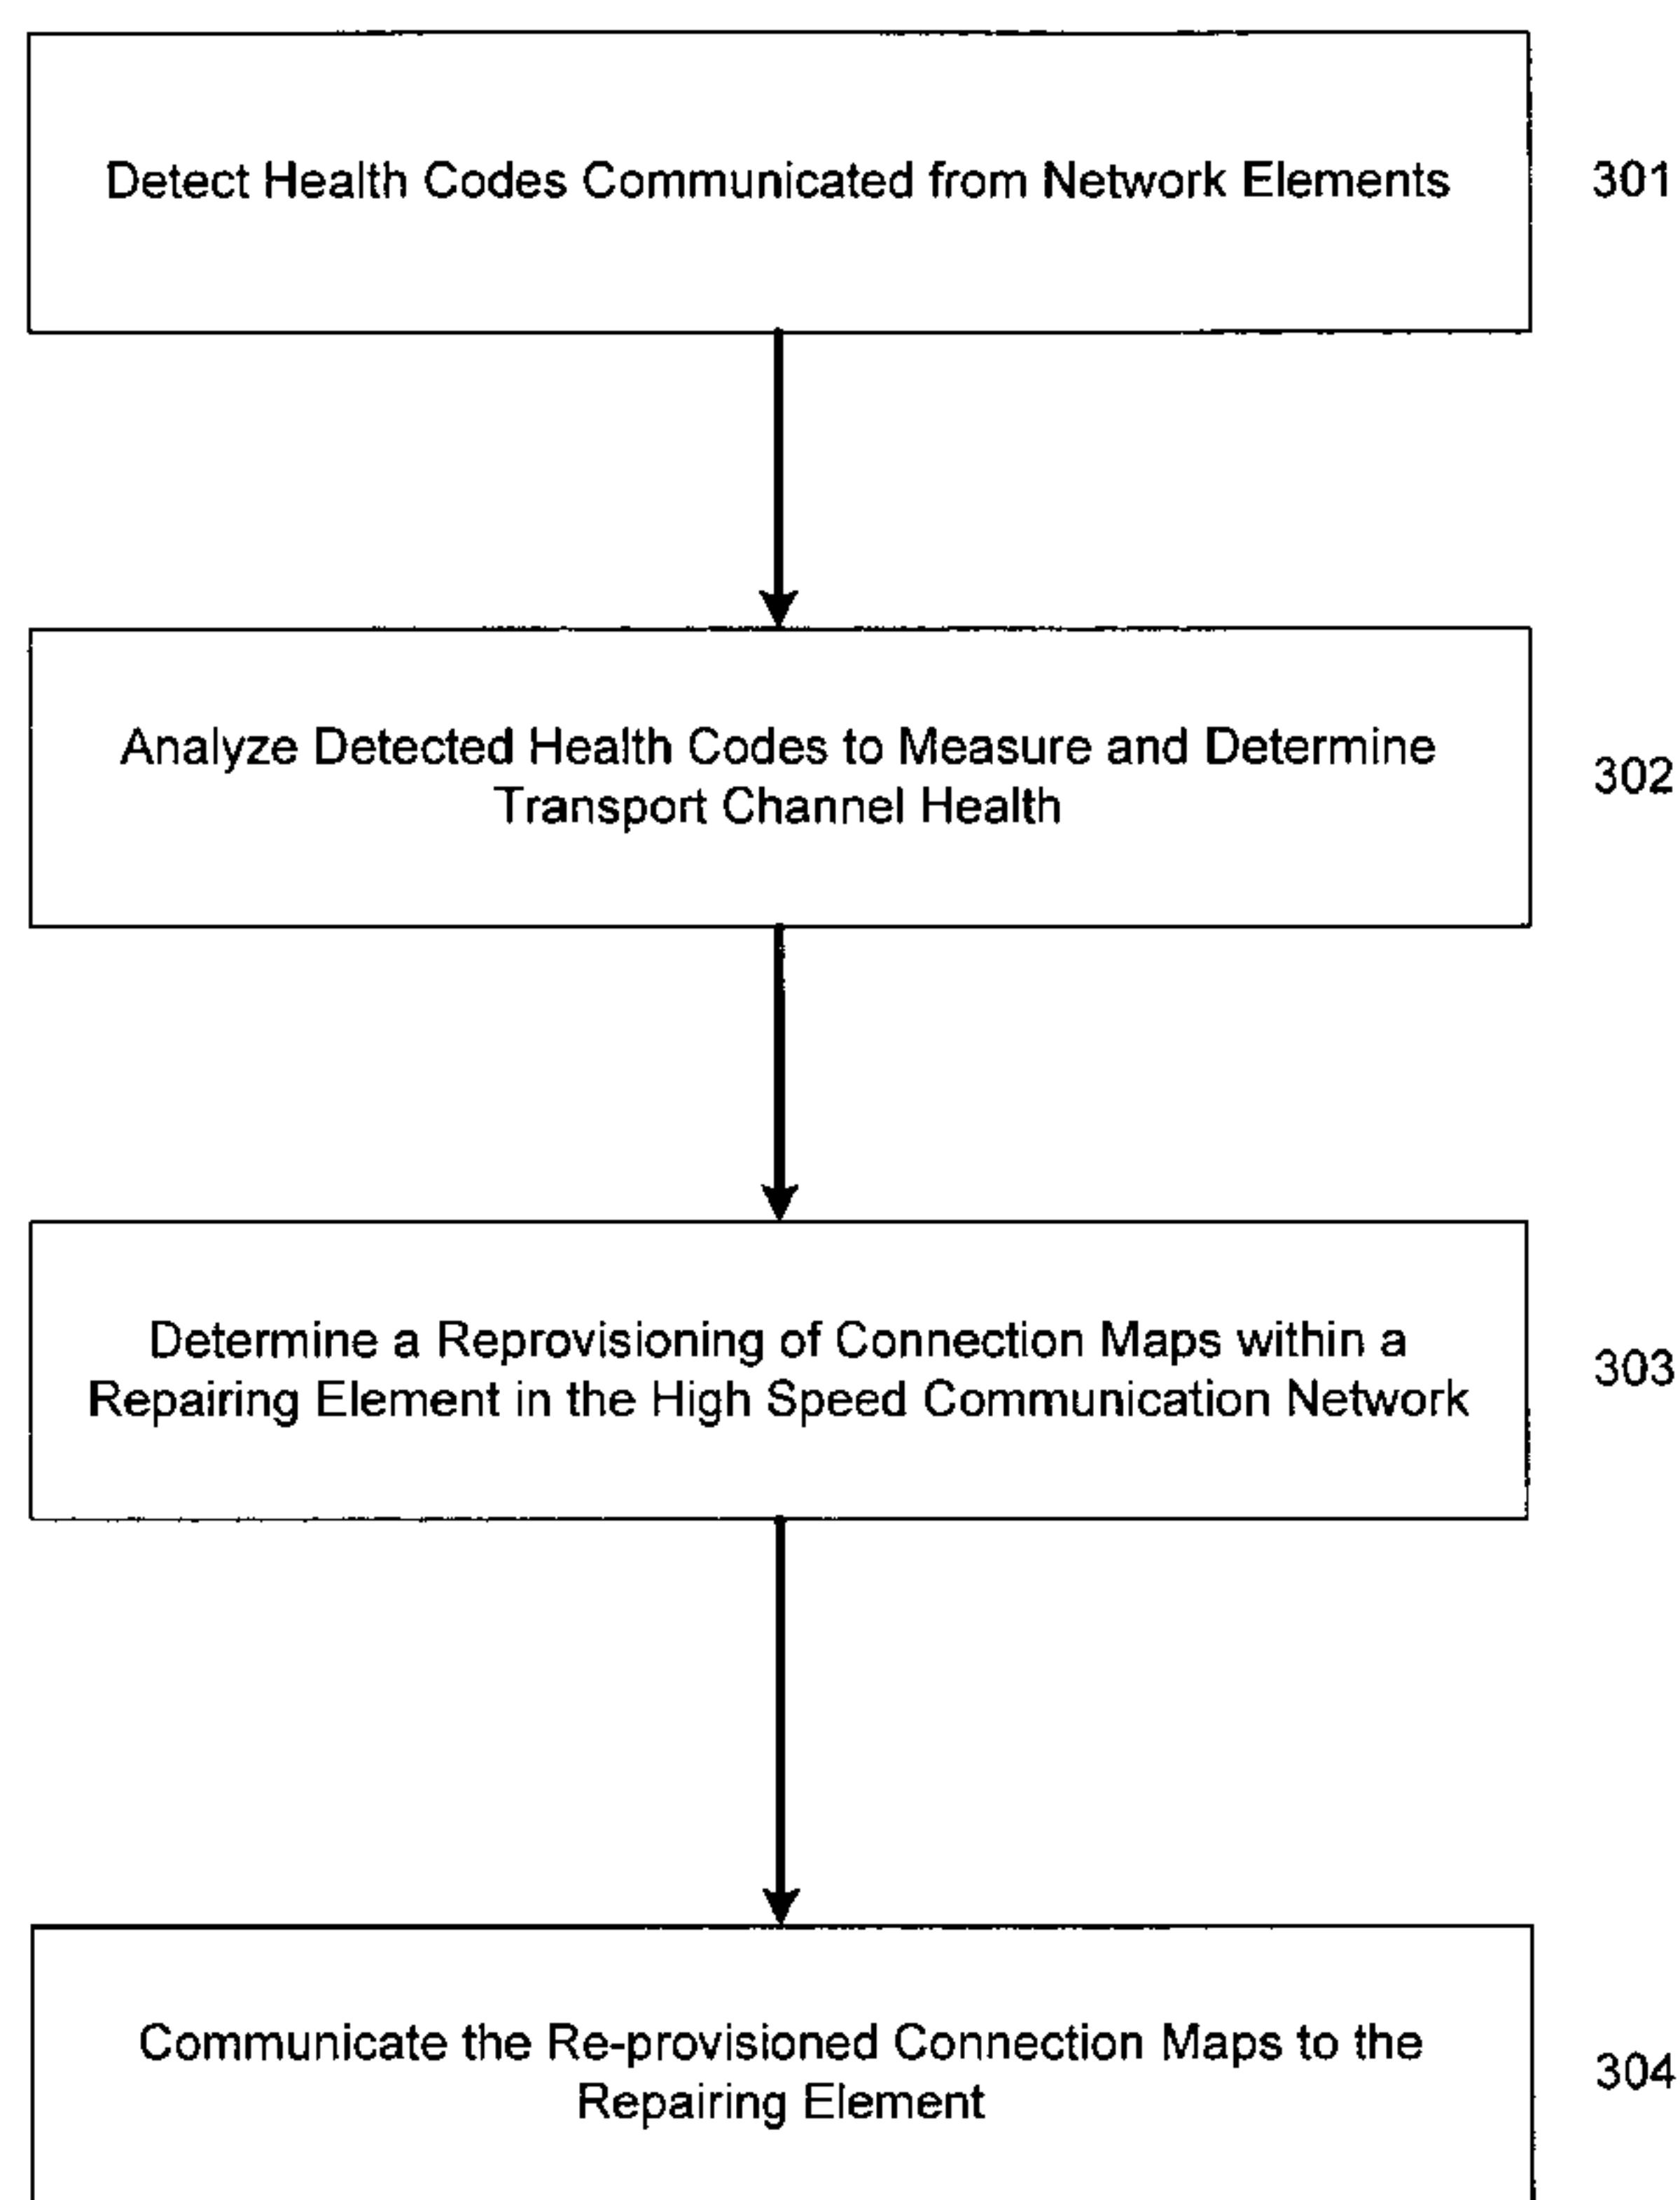 Detect Health Codes Communicated from Network Elements
301
Analyze Detected Health Codes to Measure and Determine
Transport Channel Health
302
Determine a Reprovisioning of Connection Maps within a
Repairing Element in the High Speed Communication Network
303
Communicate the Re-provisioned Connection Maps to the
Repairing Element
304